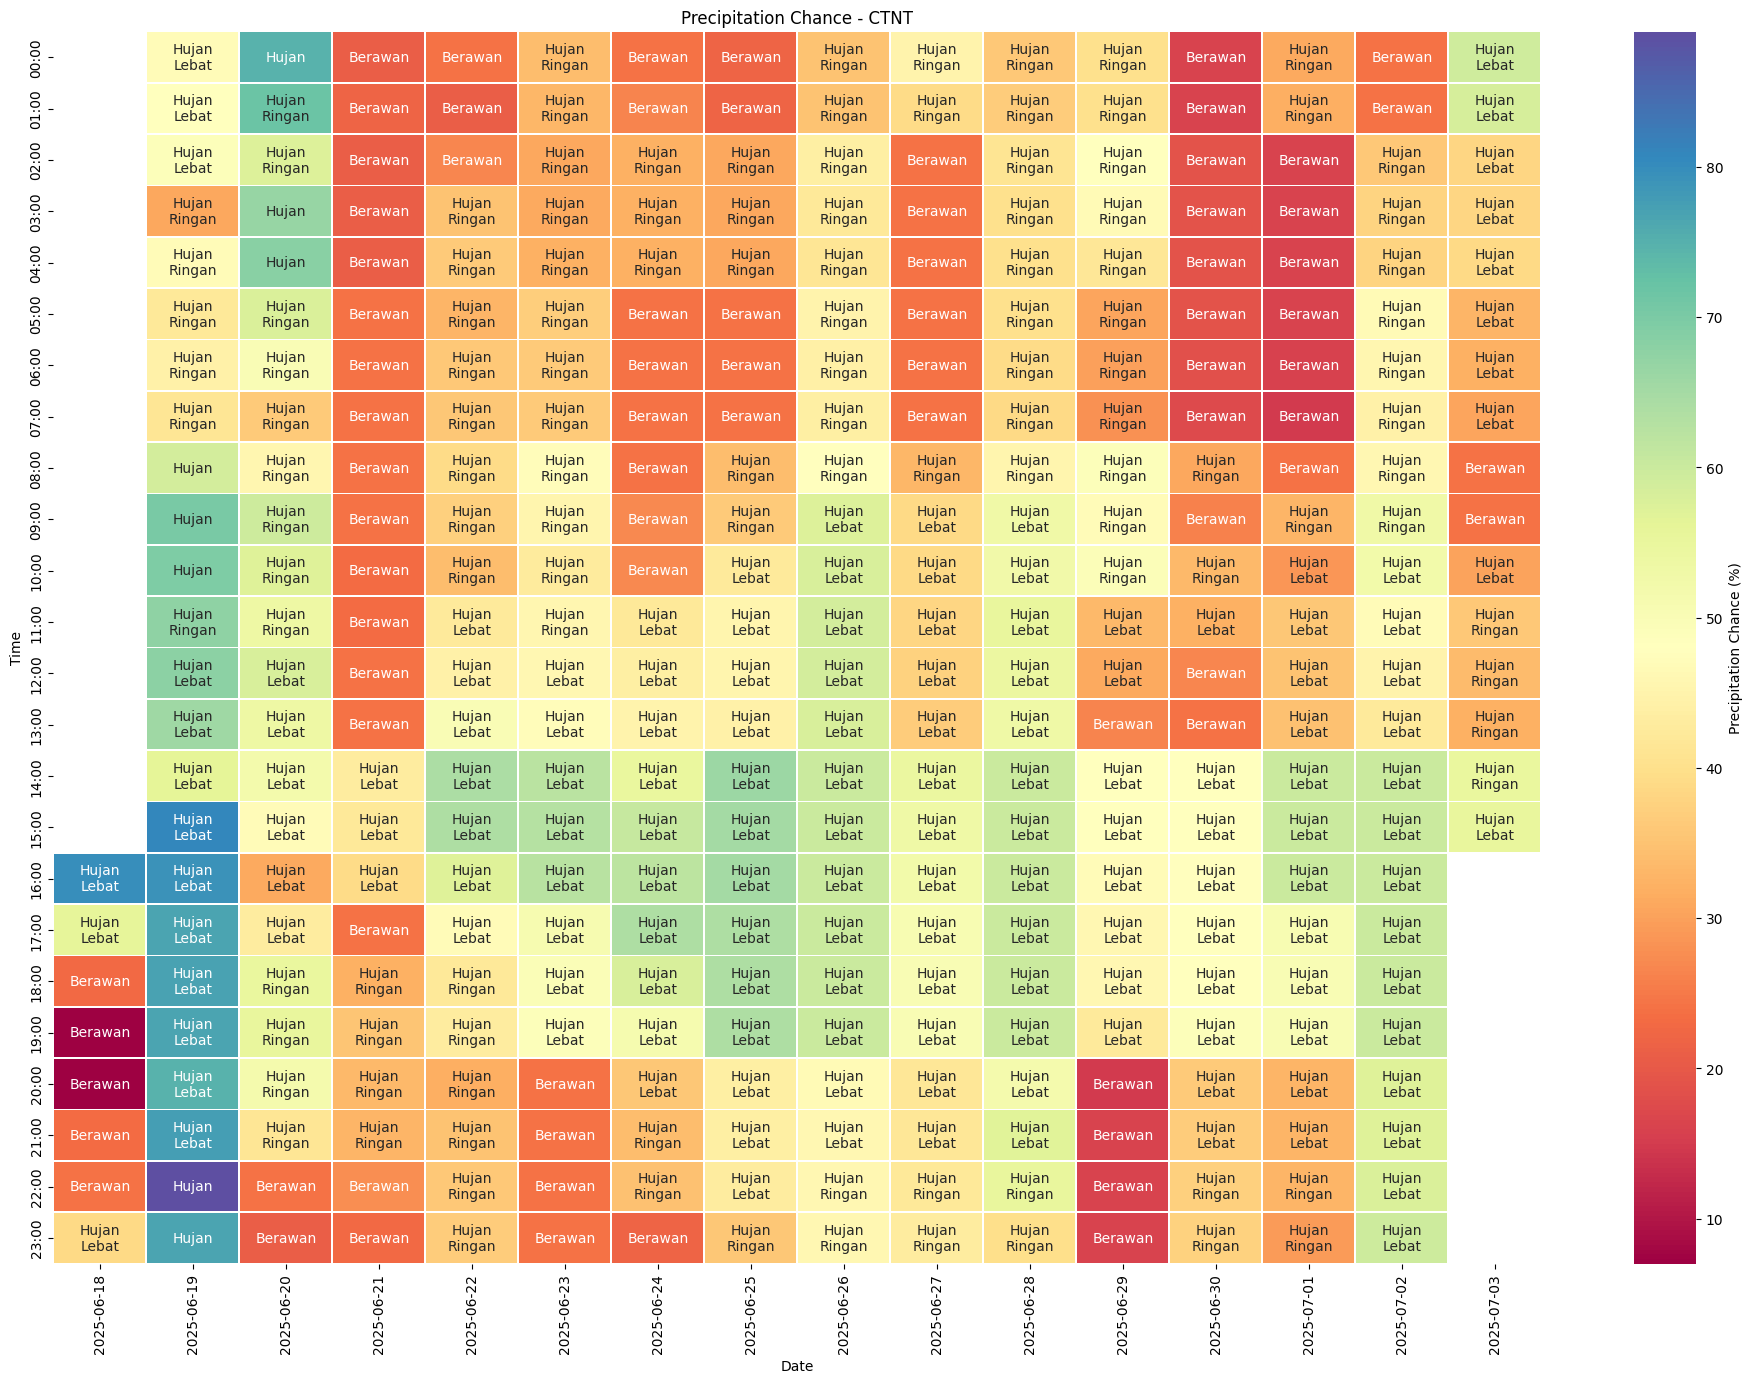 Precipitation Chance - CTNT
00:00 Hujan Lebat Hujan Berawan Berawan Hujan Ringan Berawan Berawan Hujan Ringan Hujan Ringan Hujan Ringan Hujan Ringan Berawan Hujan Ringan Berawan Hujan Lebat
01:00 Hujan Lebat Hujan Ringan Berawan Berawan Hujan Ringan Berawan Berawan Hujan Ringan Hujan Ringan Hujan Ringan Hujan Ringan Berawan Hujan Ringan Berawan Hujan Lebat
02:00 Hujan Lebat Hujan Ringan Berawan Berawan Hujan Ringan Hujan Ringan Hujan Ringan Hujan Ringan Berawan Hujan Ringan Hujan Ringan Berawan Berawan Hujan Ringan Hujan Lebat
03:00 Hujan Ringan Hujan Berawan Hujan Ringan Hujan Ringan Hujan Ringan Hujan Ringan Hujan Ringan Berawan Hujan Ringan Hujan Ringan Berawan Berawan Hujan Ringan Hujan Lebat
04:00 Hujan Ringan Hujan Berawan Hujan Ringan Hujan Ringan Hujan Ringan Hujan Ringan Hujan Ringan Berawan Hujan Ringan Hujan Ringan Berawan Berawan Hujan Ringan Hujan Lebat
05:00 Hujan Ringan Hujan Ringan Berawan Hujan Ringan Hujan Ringan Berawan Berawan Hujan Ringan Berawan Hujan Ringan Hujan Ringan Berawan Berawan Hujan Ringan Hujan Lebat
06:00 Hujan Ringan Hujan Ringan Berawan Hujan Ringan Hujan Ringan Berawan Berawan Hujan Ringan Berawan Hujan Ringan Hujan Ringan Berawan Berawan Hujan Ringan Hujan Lebat
07:00 Hujan Ringan Hujan Ringan Berawan Hujan Ringan Hujan Ringan Berawan Berawan Hujan Ringan Berawan Hujan Ringan Hujan Ringan Berawan Berawan Hujan Ringan Hujan Lebat
08:00 Hujan Hujan Ringan Berawan Hujan Ringan Hujan Ringan Berawan Hujan Ringan Hujan Ringan Hujan Ringan Hujan Ringan Hujan Ringan Hujan Ringan Berawan Hujan Ringan Berawan
09:00 Hujan Hujan Ringan Berawan Hujan Ringan Hujan Ringan Berawan Hujan Ringan Hujan Lebat Hujan Lebat Hujan Lebat Hujan Ringan Berawan Hujan Ringan Hujan Ringan Berawan
10:00 Hujan Hujan Ringan Berawan Hujan Ringan Hujan Ringan Berawan Hujan Lebat Hujan Lebat Hujan Lebat Hujan Lebat Hujan Ringan Hujan Ringan Hujan Lebat Hujan Lebat Hujan Lebat
11:00 Hujan Ringan Hujan Ringan Berawan Hujan Lebat Hujan Ringan Hujan Lebat Hujan Lebat Hujan Lebat Hujan Lebat Hujan Lebat Hujan Lebat Hujan Lebat Hujan Lebat Hujan Lebat Hujan Ringan
12:00 Hujan Lebat Hujan Lebat Berawan Hujan Lebat Hujan Lebat Hujan Lebat Hujan Lebat Hujan Lebat Hujan Lebat Hujan Lebat Hujan Lebat Berawan Hujan Lebat Hujan Lebat Hujan Ringan
13:00 Hujan Lebat Hujan Lebat Berawan Hujan Lebat Hujan Lebat Hujan Lebat Hujan Lebat Hujan Lebat Hujan Lebat Hujan Lebat Berawan Berawan Hujan Lebat Hujan Lebat Hujan Ringan
14:00 Hujan Lebat Hujan Lebat Hujan Lebat Hujan Lebat Hujan Lebat Hujan Lebat Hujan Lebat Hujan Lebat Hujan Lebat Hujan Lebat Hujan Lebat Hujan Lebat Hujan Lebat Hujan Lebat Hujan Ringan
15:00 Hujan Lebat Hujan Lebat Hujan Lebat Hujan Lebat Hujan Lebat Hujan Lebat Hujan Lebat Hujan Lebat Hujan Lebat Hujan Lebat Hujan Lebat Hujan Lebat Hujan Lebat Hujan Lebat Hujan Lebat
16:00 Hujan Lebat Hujan Lebat Hujan Lebat Hujan Lebat Hujan Lebat Hujan Lebat Hujan Lebat Hujan Lebat Hujan Lebat Hujan Lebat Hujan Lebat Hujan Lebat Hujan Lebat Hujan Lebat Hujan Lebat
17:00 Hujan Lebat Hujan Lebat Hujan Lebat Berawan Hujan Lebat Hujan Lebat Hujan Lebat Hujan Lebat Hujan Lebat Hujan Lebat Hujan Lebat Hujan Lebat Hujan Lebat Hujan Lebat Hujan Lebat
18:00 Berawan Hujan Lebat Hujan Ringan Hujan Ringan Hujan Ringan Hujan Lebat Hujan Lebat Hujan Lebat Hujan Lebat Hujan Lebat Hujan Lebat Hujan Lebat Hujan Lebat Hujan Lebat Hujan Lebat
19:00 Berawan Hujan Lebat Hujan Ringan Hujan Ringan Hujan Ringan Hujan Lebat Hujan Lebat Hujan Lebat Hujan Lebat Hujan Lebat Hujan Lebat Hujan Lebat Hujan Lebat Hujan Lebat Hujan Lebat
20:00 Berawan Hujan Lebat Hujan Ringan Hujan Ringan Hujan Ringan Berawan Hujan Lebat Hujan Lebat Hujan Lebat Hujan Lebat Hujan Lebat Berawan Hujan Lebat Hujan Lebat Hujan Lebat
21:00 Berawan Hujan Lebat Hujan Ringan Hujan Ringan Hujan Ringan Berawan Hujan Ringan Hujan Lebat Hujan Lebat Hujan Lebat Hujan Lebat Berawan Hujan Lebat Hujan Lebat Hujan Lebat
22:00 Berawan Hujan Berawan Berawan Hujan Ringan Berawan Hujan Ringan Hujan Lebat Hujan Ringan Hujan Ringan Hujan Ringan Berawan Hujan Ringan Hujan Ringan Hujan Lebat
23:00 Hujan Lebat Hujan Berawan Berawan Hujan Ringan Berawan Berawan Hujan Ringan Hujan Ringan Hujan Ringan Hujan Ringan Berawan Hujan Ringan Hujan Ringan Hujan Lebat
Time
2025-06-18 2025-06-19 2025-06-20 2025-06-21 2025-06-22 2025-06-23 2025-06-24 2025-06-25 2025-06-26 2025-06-27 2025-06-28 2025-06-29 2025-06-30 2025-07-01 2025-07-02 2025-07-03
Date
80
70
60
50
40
30
20
10
Precipitation Chance (%)